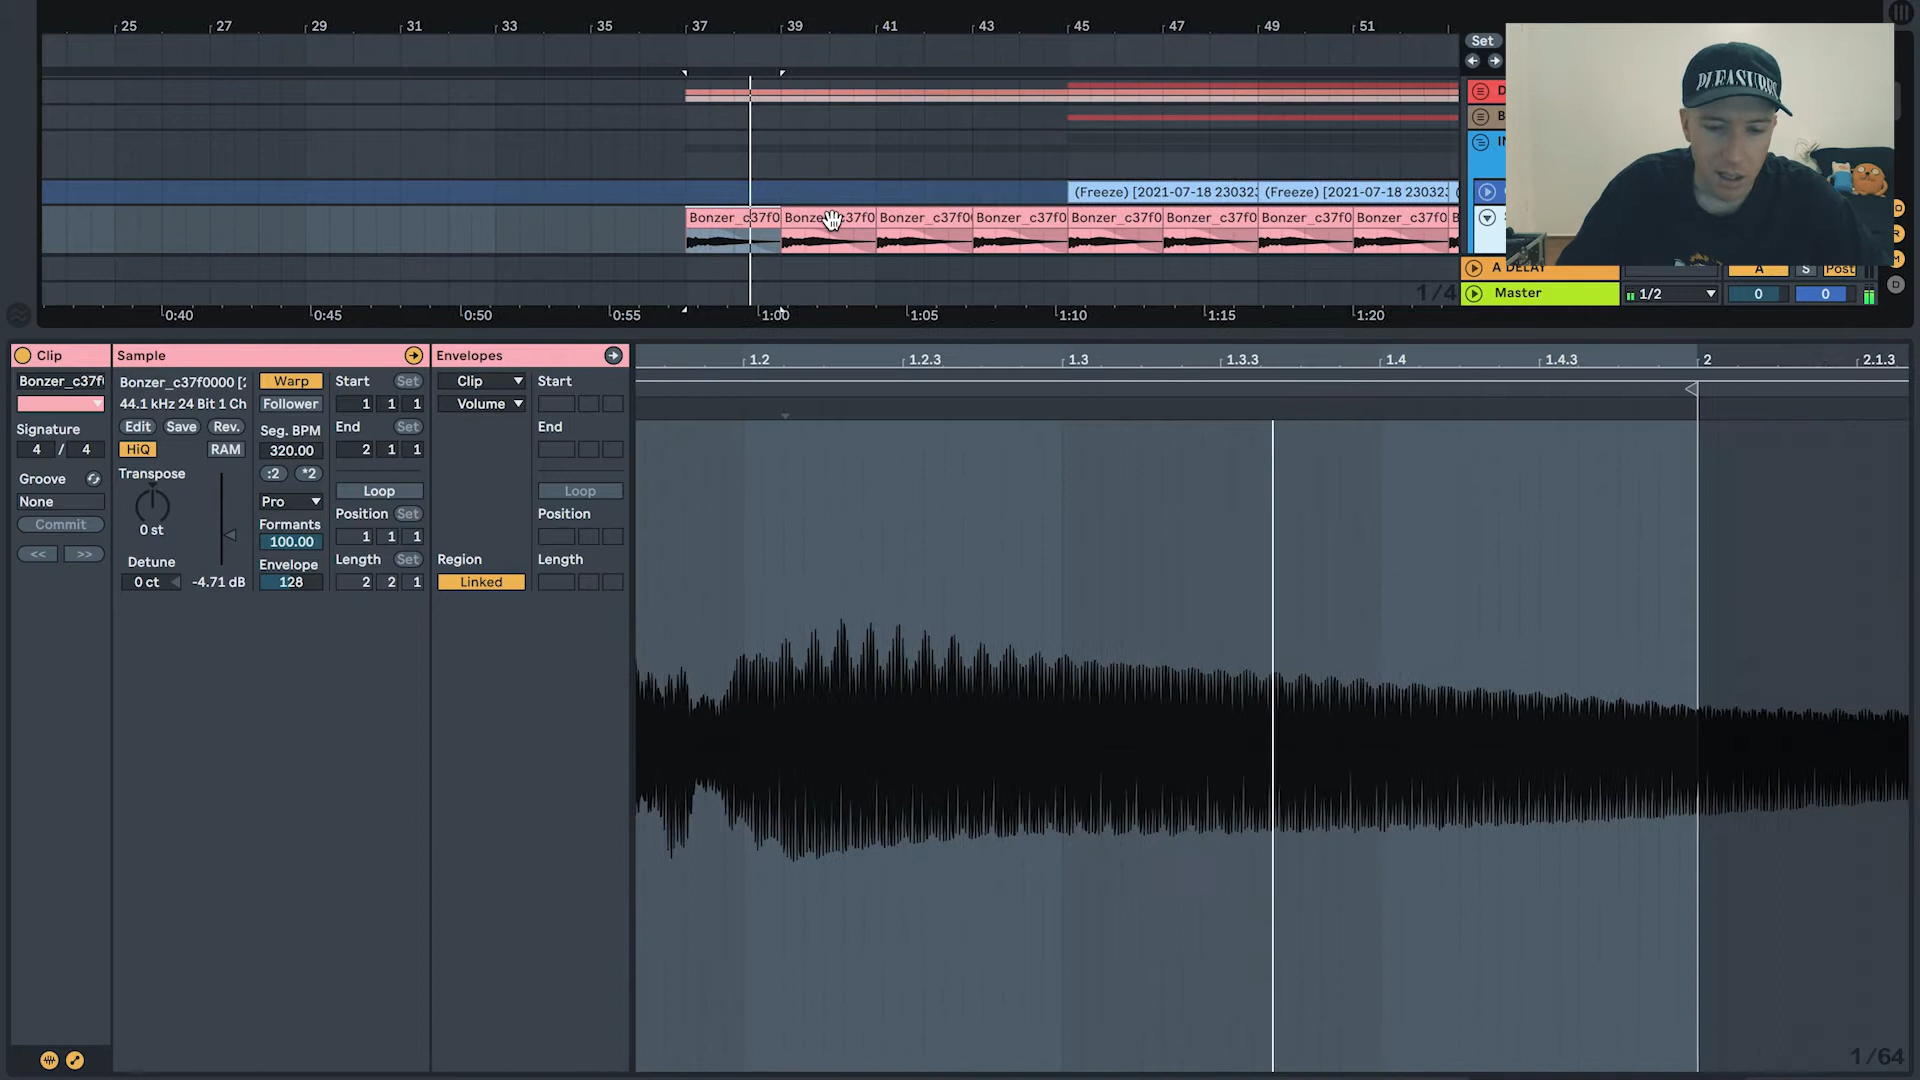 25 27 29 31 33 35 37 39 41 43 45 47 49 51
Set
PLEASURES
(Freeze) [2021-07-18 230323 (Freeze) [2021-07-18 230323
Bonzer_c37f0 Bonzer_c37f0 Bonzer_c37f0 Bonzer_c37f0 Bonzer_c37f0 Bonzer_c37f0 Bonzer_c37f0 Bonzer_c37f0
A DELAY A S Post
1/4 Master 1/2 0 0
0:40 0:45 0:50 0:55 1:00 1:05 1:10 1:15 1:20
Clip Sample Envelopes
1.2 1.2.3 1.3 1.3.3 1.4 1.4.3 2 2.1.3
Bonzer_c37f Bonzer_c37f0000 [2 Warp Start Set Clip Start
44.1 kHz 24 Bit 1 Ch Follower 1 1 1 Volume
Signature Edit Save Rev. Seg. BPM End Set End
4 / 4 HiQ RAM 320.00 2 1 1
Groove Transpose :2 *2 Loop Loop
None Pro Position Set Position
Commit 0 st Formants 1 1 1
<< >> 100.00
Detune Envelope Length Set Region Length
0 ct -4.71 dB 128 2 2 1 Linked
1/64